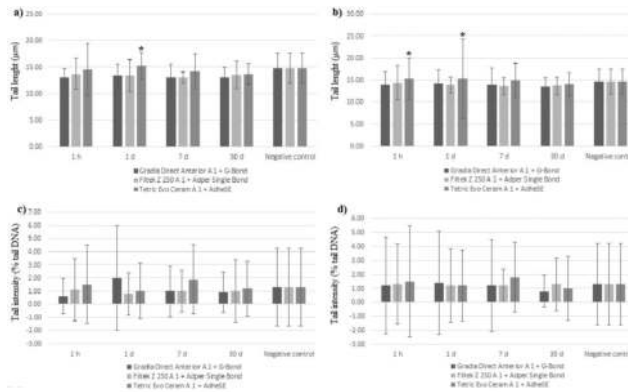 a)
Tail lenght (µm)
25.00
20.00
15.00
10.00
5.00
0.00
*
1 h
1 d
7 d
30 d
Negative control
Gradia Direct Anterior A 1 + G-Bond
Filtek Z 250 A 1 + Adper Single Bond
Tetric Evo Ceram A 1 + AdheSE
b)
Tail lenght (µm)
30.00
25.00
20.00
15.00
10.00
5.00
0.00
*
*
1 h
1 d
7 d
30 d
Negative control
Gradia Direct Anterior A 1 + G-Bond
Filtek Z 250 A 1 + Adper Single Bond
Tetric Evo Ceram A 1 + AdheSE
c)
Tail intensity (% tail DNA)
7.00
6.00
5.00
4.00
3.00
2.00
1.00
0.00
-1.00
-2.00
-3.00
1 h
1 d
7 d
30 d
Negative control
Gradia Direct Anterior A 1 + G-Bond
Filtek Z 250 A 1 + Adper Single Bond
Tetric Evo Ceram A 1 + AdheSE
d)
Tail intensity (% tail DNA)
6.00
5.00
4.00
3.00
2.00
1.00
0.00
-1.00
-2.00
-3.00
1 h
1 d
7 d
30 d
Negative control
Gradia Direct Anterior A 1 + G-Bond
Filtek Z 250 A 1 + Adper Single Bond
Tetric Evo Ceram A 1 + AdheSE